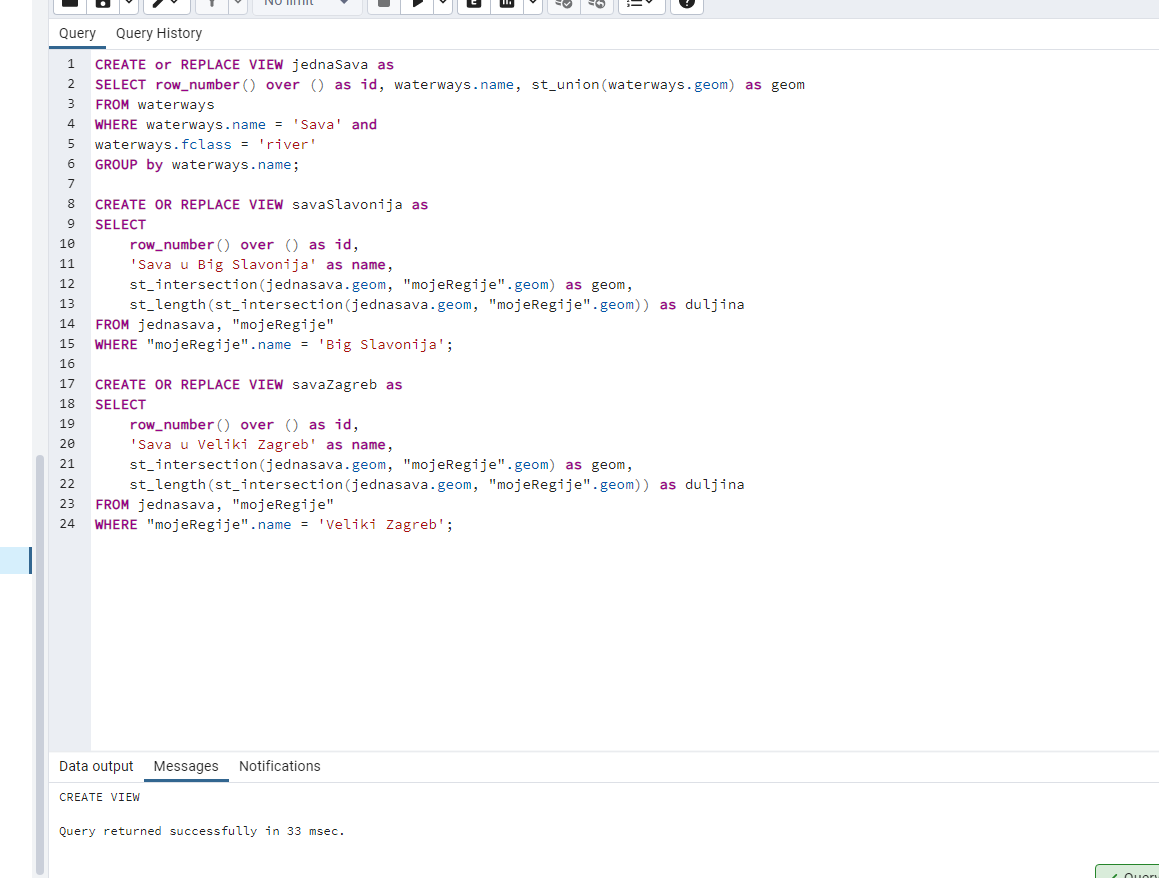 No limit
Query Query History
1 CREATE or REPLACE VIEW jednaSava as
2 SELECT row_number() over () as id, waterways.name, st_union(waterways.geom) as geom
3 FROM waterways
4 WHERE waterways.name = 'Sava' and
5 waterways.fclass = 'river'
6 GROUP by waterways.name;
7
8 CREATE OR REPLACE VIEW savaSlavonija as
9 SELECT
10 row_number() over () as id,
11 'Sava u Big Slavonija' as name,
12 st_intersection(jednasava.geom, "mojeRegije".geom) as geom,
13 st_length(st_intersection(jednasava.geom, "mojeRegije".geom)) as duljina
14 FROM jednasava, "mojeRegije"
15 WHERE "mojeRegije".name = 'Big Slavonija';
16
17 CREATE OR REPLACE VIEW savaZagreb as
18 SELECT
19 row_number() over () as id,
20 'Sava u Veliki Zagreb' as name,
21 st_intersection(jednasava.geom, "mojeRegije".geom) as geom,
22 st_length(st_intersection(jednasava.geom, "mojeRegije".geom)) as duljina
23 FROM jednasava, "mojeRegije"
24 WHERE "mojeRegije".name = 'Veliki Zagreb';
Data output Messages Notifications
CREATE VIEW
Query returned successfully in 33 msec.